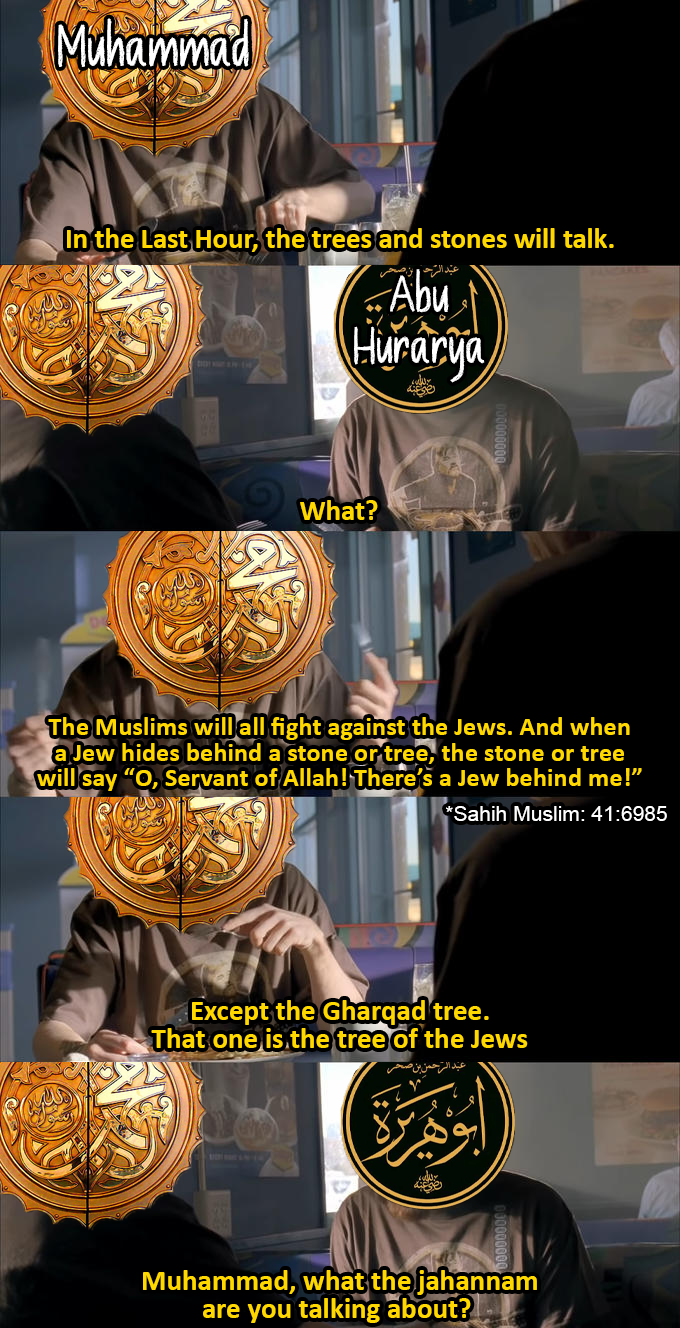 Muhammad
In the Last Hour, the trees and stones will talk.
Abu
Hurarya
What?
The Muslims will all fight against the Jews. And when
a Jew hides behind a stone or tree, the stone or tree
will say “O, Servant of Allah! There’s a Jew behind me!”
*Sahih Muslim: 41:6985
Except the Gharqad tree.
That one is the tree of the Jews
أبوهريرة
Muhammad, what the jahannam
are you talking about?